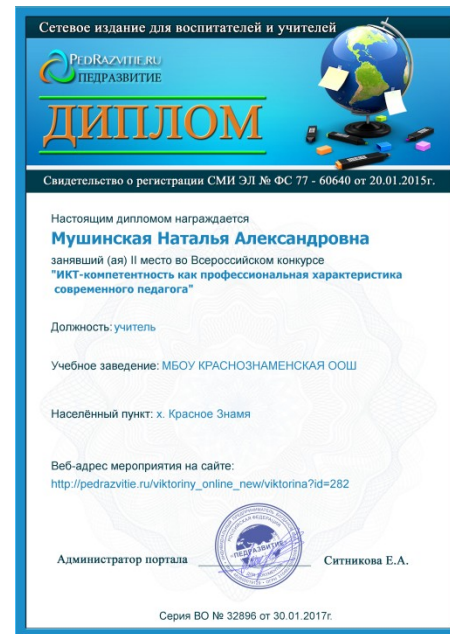 Сетевое издание для воспитателей и учителей
PEDRAZVITIE.RU
ПЕДРАЗВИТИЕ
ДИПЛОМ
Свидетельство о регистрации СМИ ЭЛ № ФС 77 - 60640 от 20.01.2015г.
Настоящим дипломом награждается
Мушинская Наталья Александровна
занявший (ая) II место во Всероссийском конкурсе
"ИКТ-компетентность как профессиональная характеристика
современного педагога"
Должность: учитель
Учебное заведение: МБОУ КРАСНОЗНАМЕНСКАЯ ООШ
Населённый пункт: х. Красное Знамя
Веб-адрес мероприятия на сайте:
http://pedrazvitie.ru/viktoriny_online_new/viktorina?id=282
«ПЕДРАЗВИТИЕ»
Администратор портала Ситникова Е.А.
Серия ВО № 32896 от 30.01.2017г.